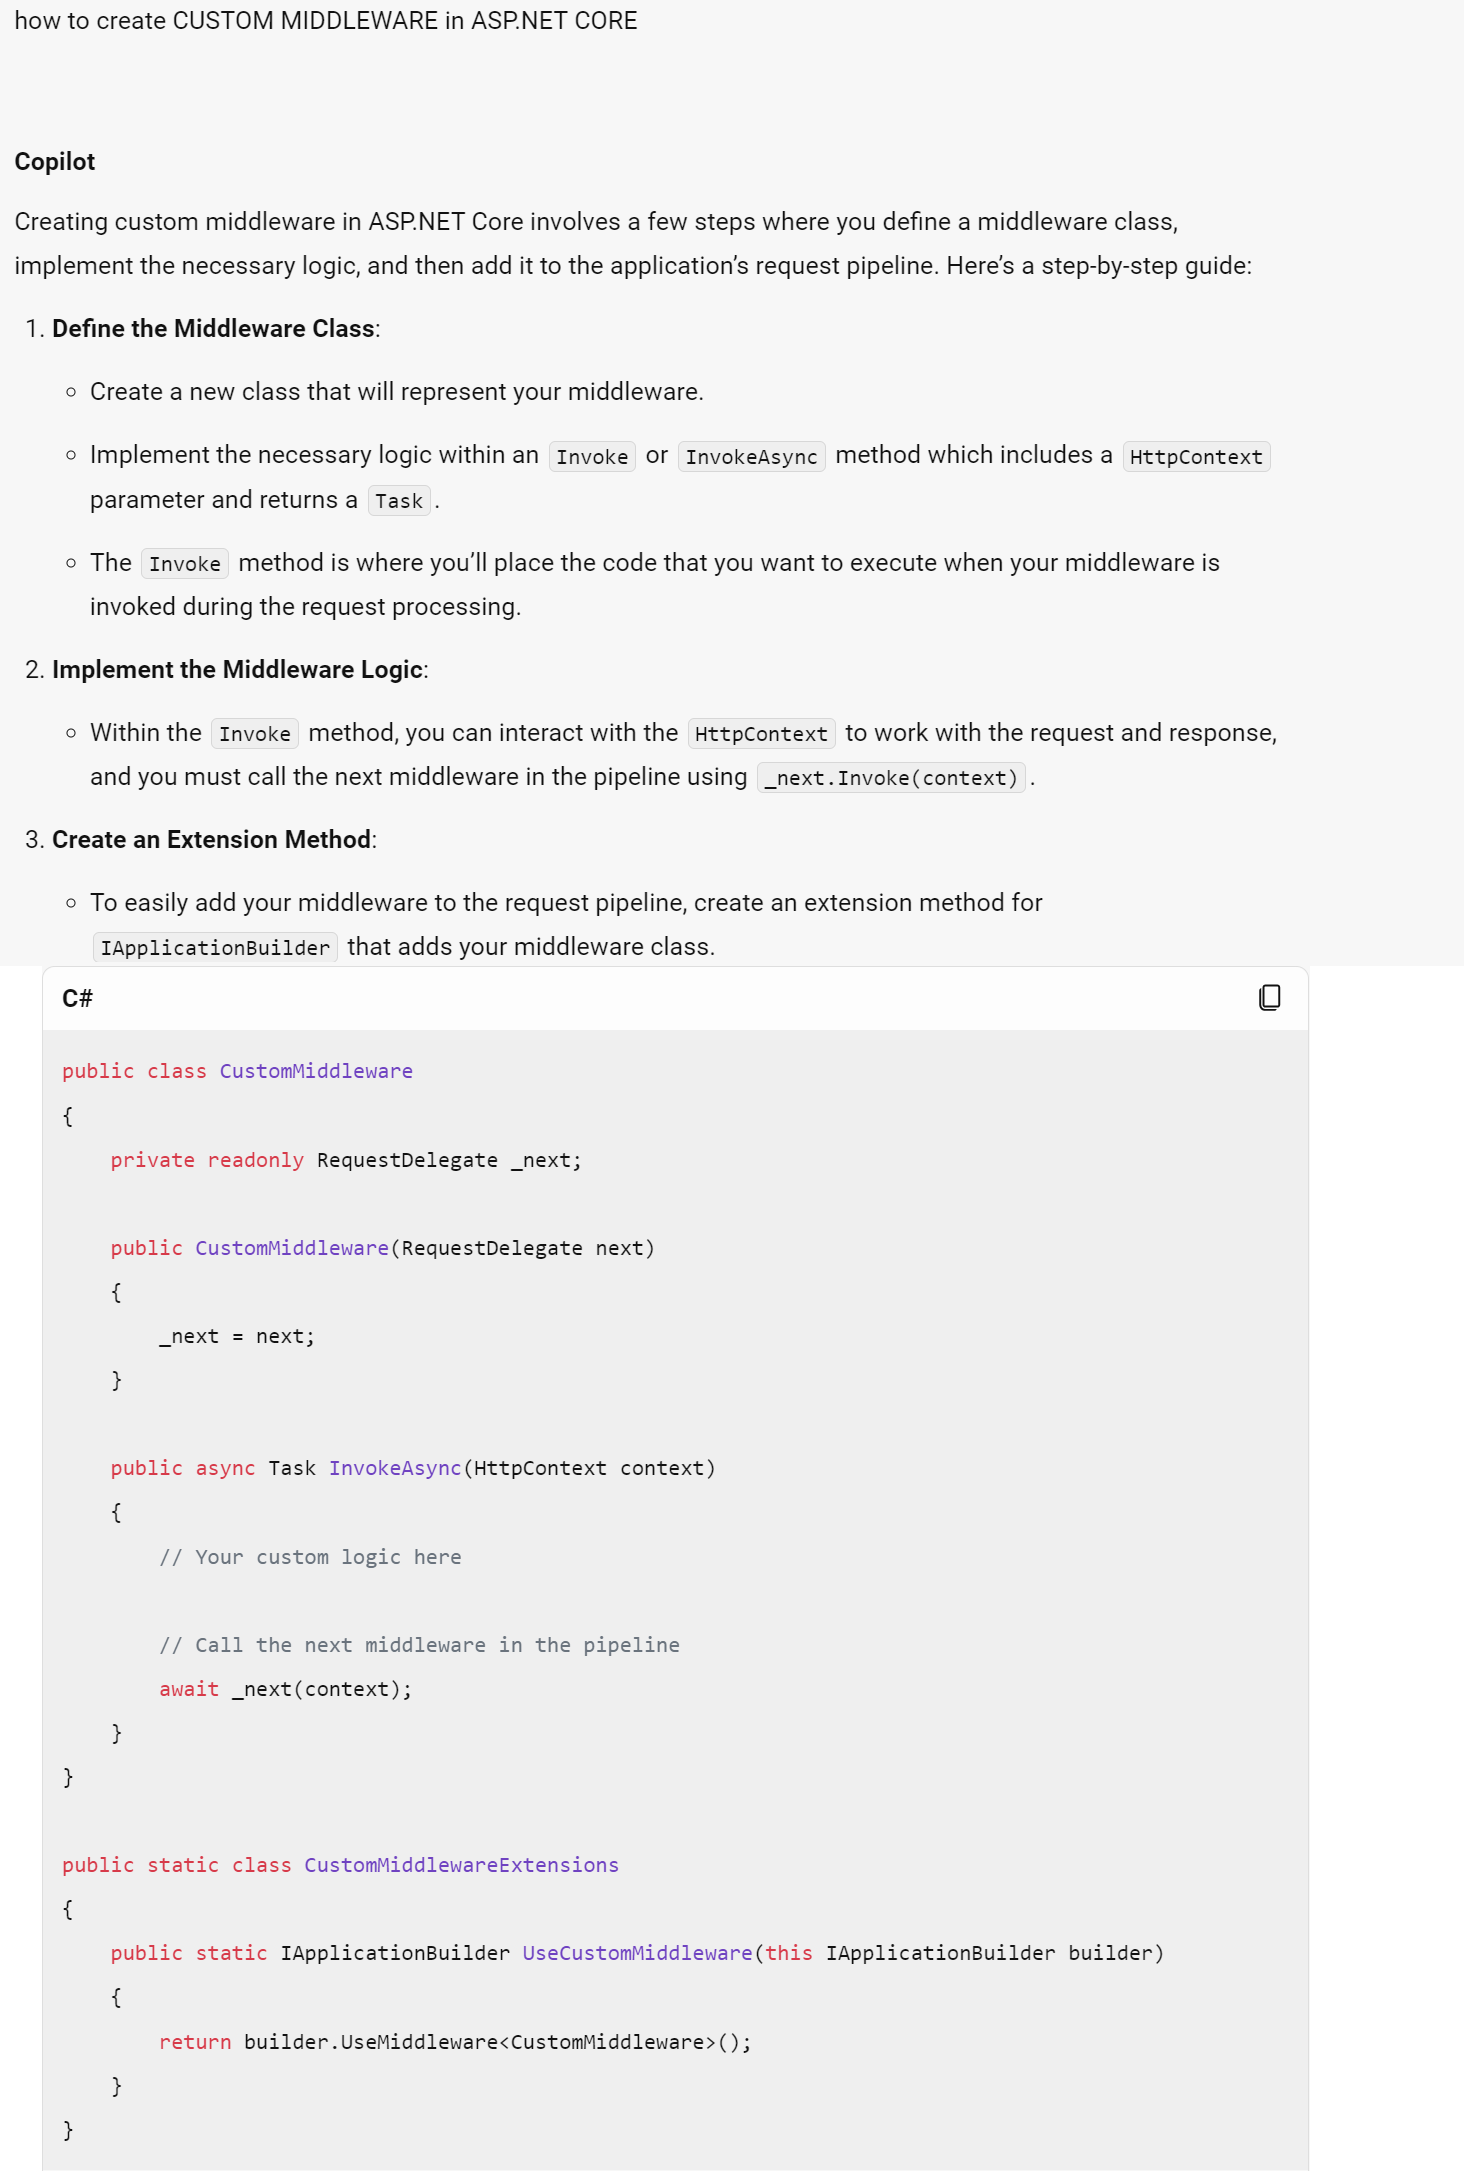 how to create CUSTOM MIDDLEWARE in ASP.NET CORE
Copilot
Creating custom middleware in ASP.NET Core involves a few steps where you define a middleware class,
implement the necessary logic, and then add it to the application’s request pipeline. Here’s a step-by-step guide:
1. Define the Middleware Class:
◦ Create a new class that will represent your middleware.
◦ Implement the necessary logic within an Invoke or InvokeAsync method which includes a HttpContext
parameter and returns a Task.
◦ The Invoke method is where you’ll place the code that you want to execute when your middleware is
invoked during the request processing.
2. Implement the Middleware Logic:
◦ Within the Invoke method, you can interact with the HttpContext to work with the request and response,
and you must call the next middleware in the pipeline using _next.Invoke(context).
3. Create an Extension Method:
◦ To easily add your middleware to the request pipeline, create an extension method for
IApplicationBuilder that adds your middleware class.
C#
public class CustomMiddleware
{
    private readonly RequestDelegate _next;
    public CustomMiddleware(RequestDelegate next)
    {
        _next = next;
    }
    public async Task InvokeAsync(HttpContext context)
    {
        // Your custom logic here
        // Call the next middleware in the pipeline
        await _next(context);
    }
}
public static class CustomMiddlewareExtensions
{
    public static IApplicationBuilder UseCustomMiddleware(this IApplicationBuilder builder)
    {
        return builder.UseMiddleware<CustomMiddleware>();
    }
}